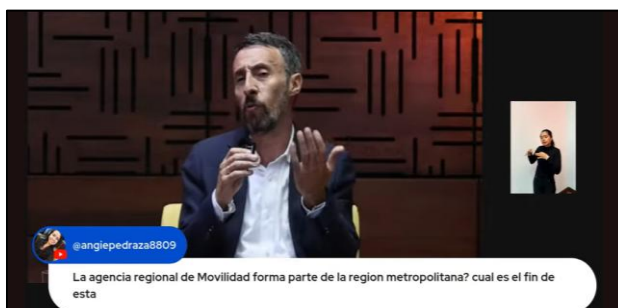 @angiepedraza8809
La agencia regional de Movilidad forma parte de la region metropolitana? cual es el fin de
esta